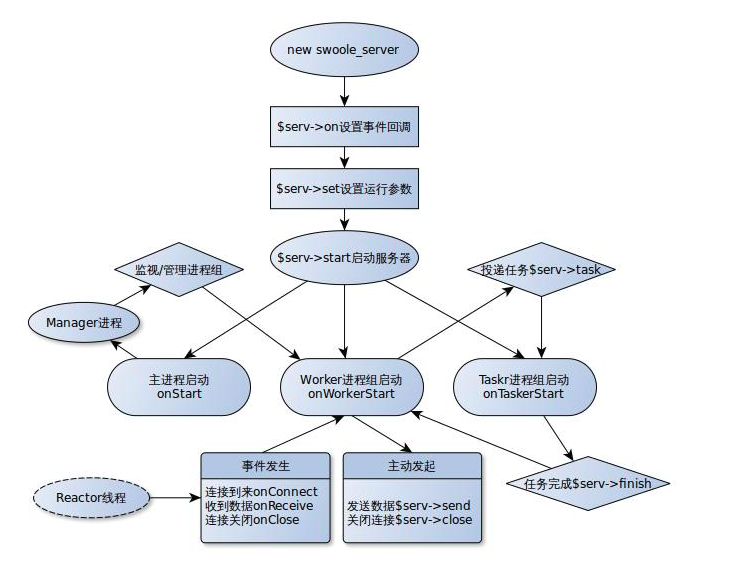 new swoole_server
$serv->on设置事件回调
$serv->set设置运行参数
$serv->start启动服务器
监视/管理进程组
投递任务$serv->task
Manager进程
主进程启动
onStart
Worker进程组启动
onWorkerStart
Taskr进程组启动
onTaskerStart
事件发生
连接到来onConnect
收到数据onReceive
连接关闭onClose
主动发起
发送数据$serv->send
关闭连接$serv->close
任务完成$serv->finish
Reactor线程